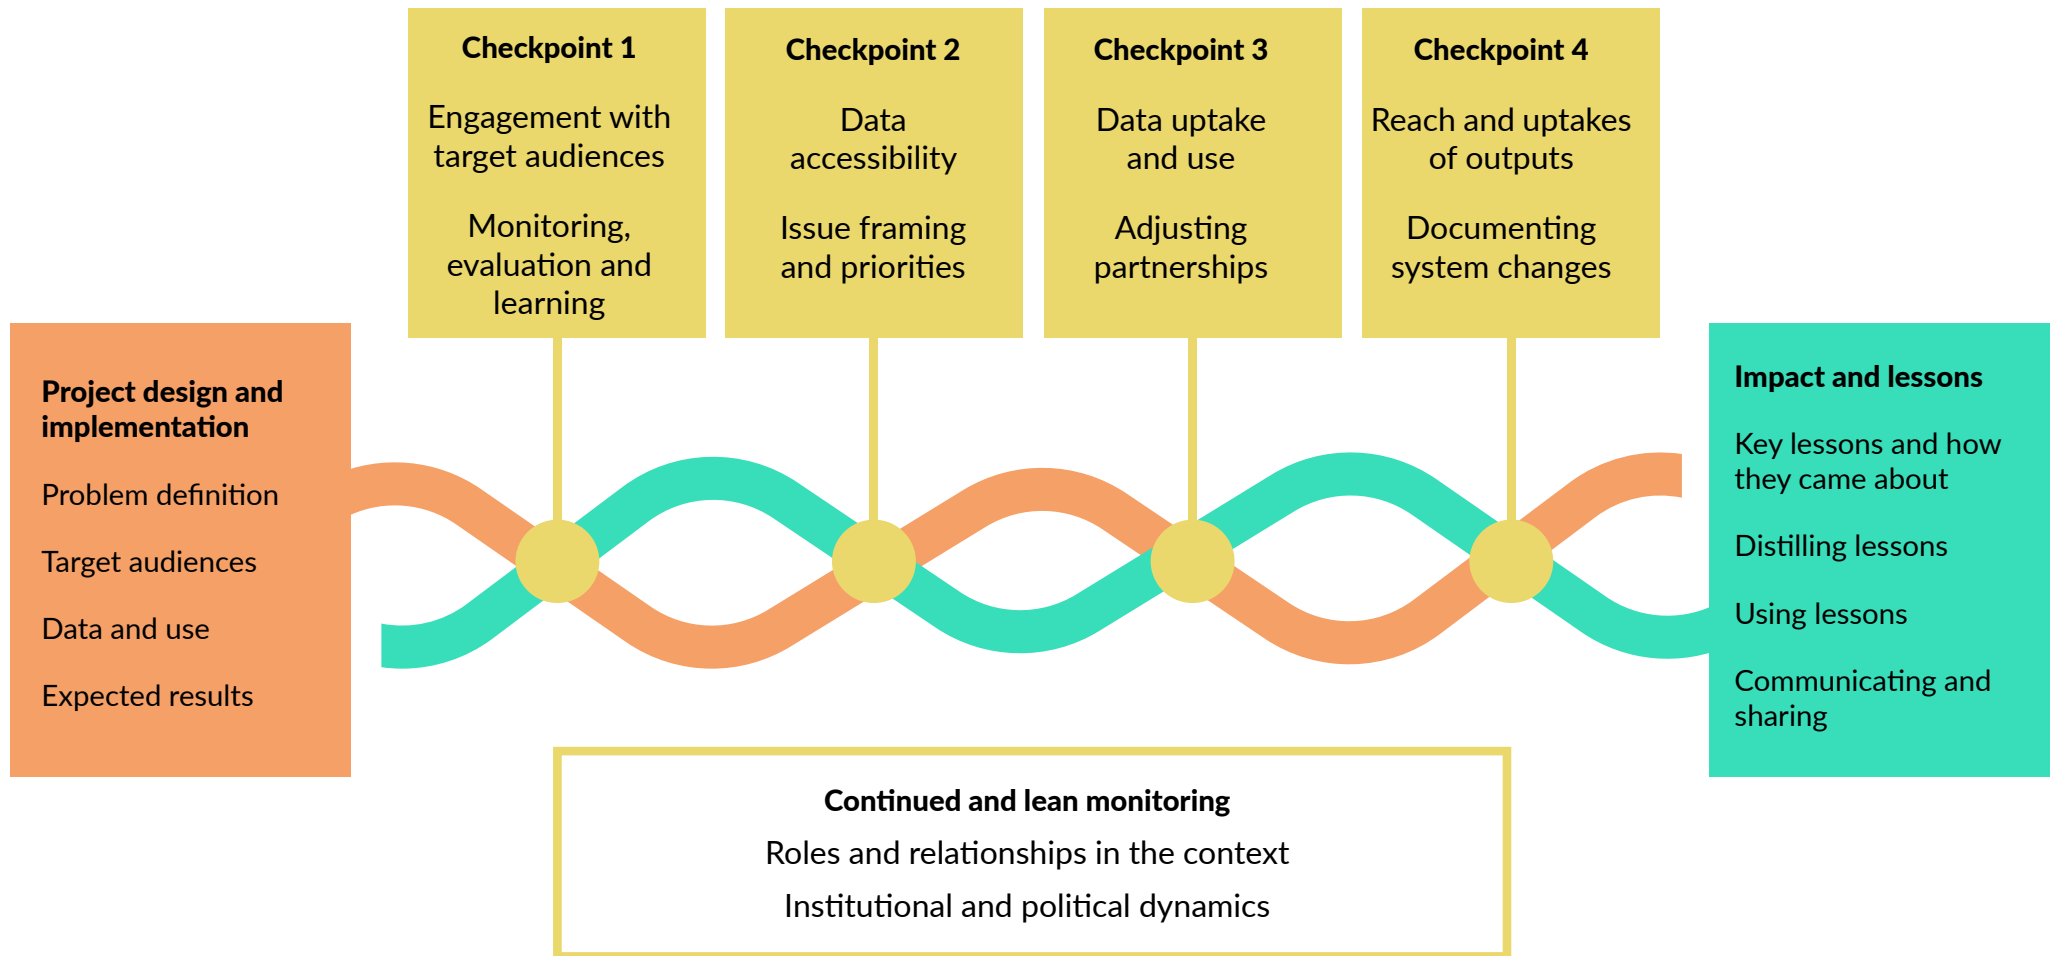 Checkpoint 1
Engagement with
target audiences
Monitoring,
evaluation and
learning
Checkpoint 2
Data
accessibility
Issue framing
and priorities
Checkpoint 3
Data uptake
and use
Adjusting
partnerships
Checkpoint 4
Reach and uptakes
of outputs
Documenting
system changes
Project design and
implementation
Problem definition
Target audiences
Data and use
Expected results
Impact and lessons
Key lessons and how
they came about
Distilling lessons
Using lessons
Communicating and
sharing
Continued and lean monitoring
Roles and relationships in the context
Institutional and political dynamics